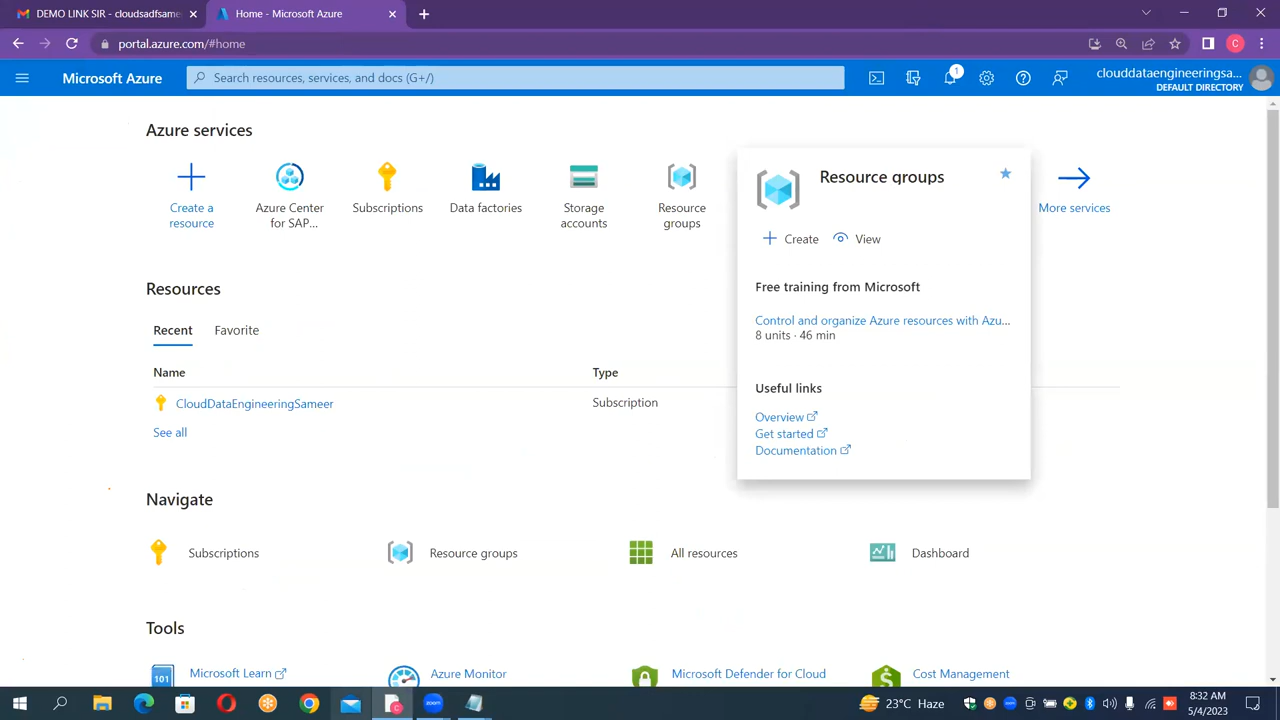 DEMO LINK SIR - cloudsadfsame
Home - Microsoft Azure
portal.azure.com/#home
Microsoft Azure
Search resources, services, and docs (G+/)
1
clouddataengineeringsa...
DEFAULT DIRECTORY
Azure services
Create a
resource
Azure Center
for SAP...
Subscriptions
Data factories
Storage
accounts
Resource
groups
Resource groups
Create
View
Free training from Microsoft
Control and organize Azure resources with Azu...
8 units · 46 min
Useful links
Overview
Get started
Documentation
More services
Resources
Recent
Favorite
Name
Type
CloudDataEngineeringSameer
Subscription
See all
Navigate
Subscriptions
Resource groups
All resources
Dashboard
Tools
101
Microsoft Learn
Azure Monitor
Microsoft Defender for Cloud
Cost Management
zoom
23°C Haze
8:32 AM
5/4/2023